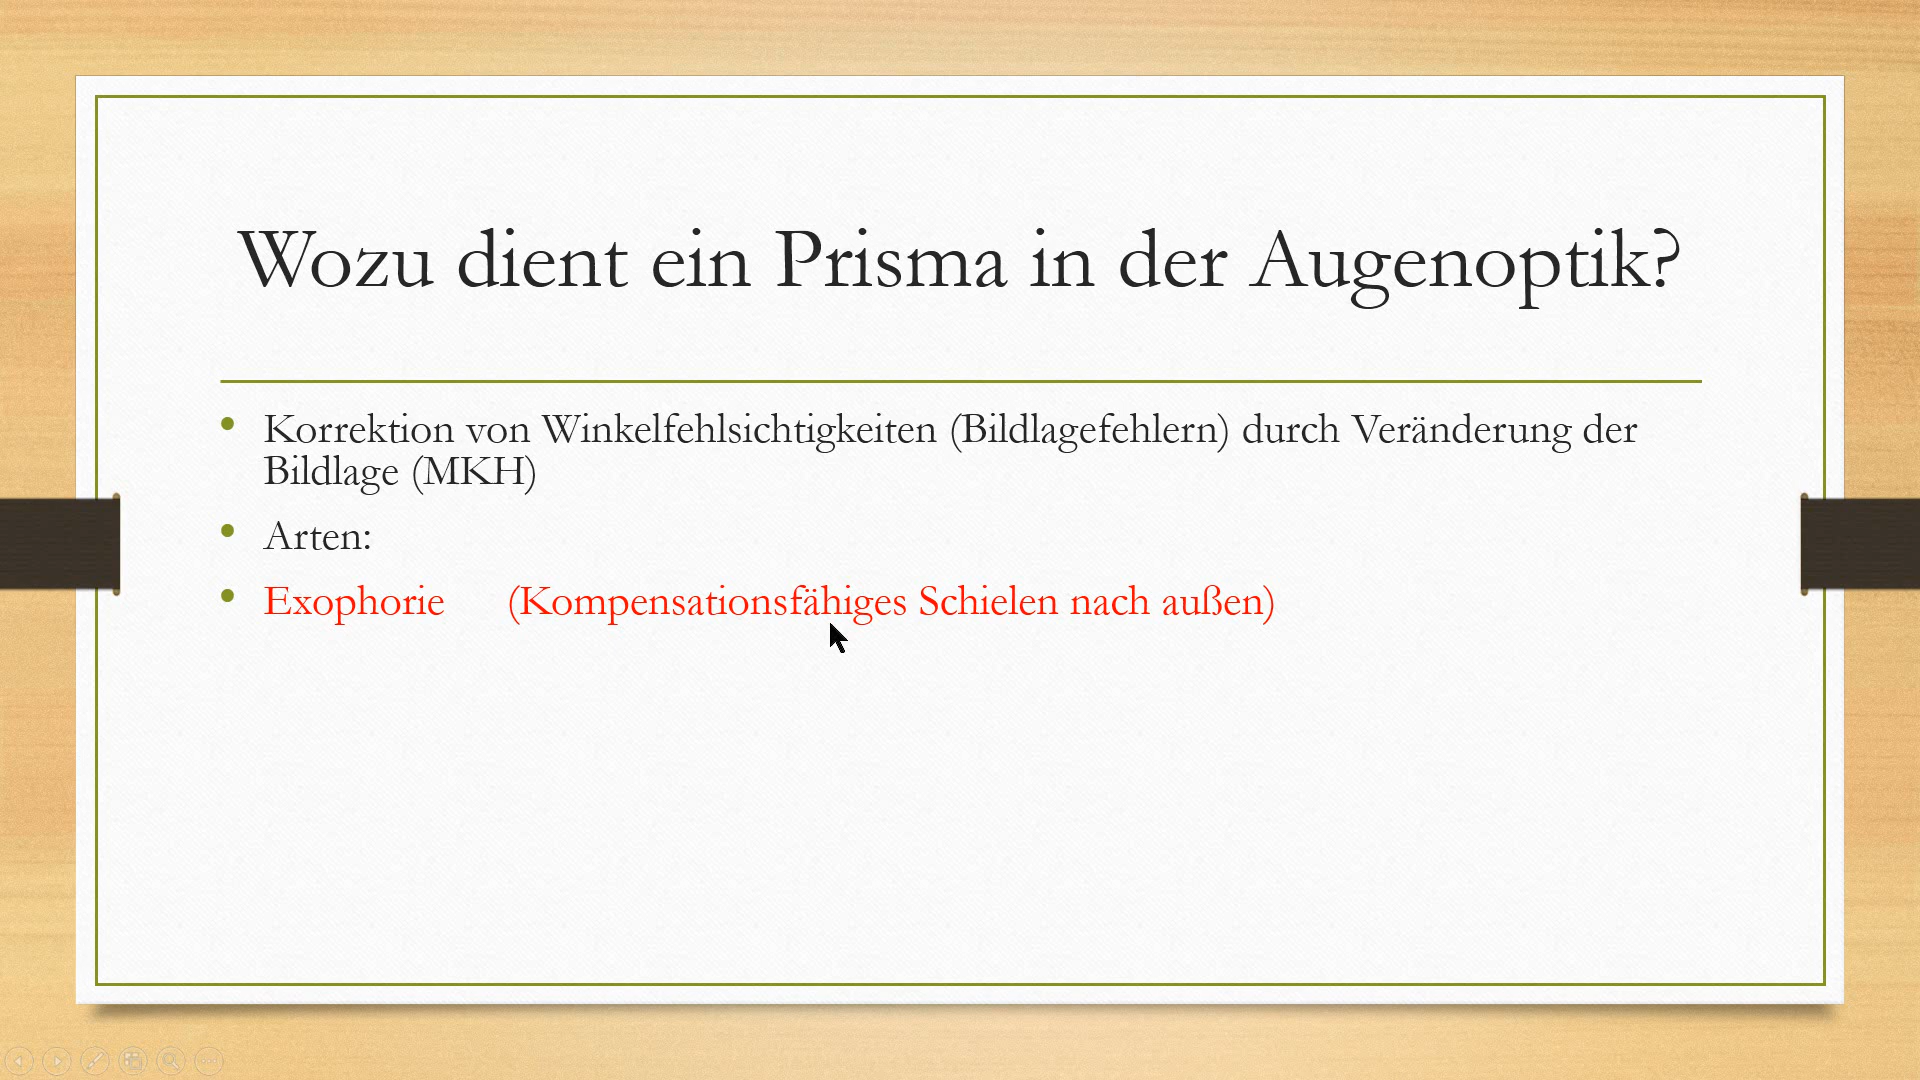 Wozu dient ein Prisma in der Augenoptik?
Korrektion von Winkelfehlsichtigkeiten (Bildlagefehlern) durch Veränderung der
Bildlage (MKH)
Arten:
Exophorie (Kompensationsfähiges Schielen nach außen)